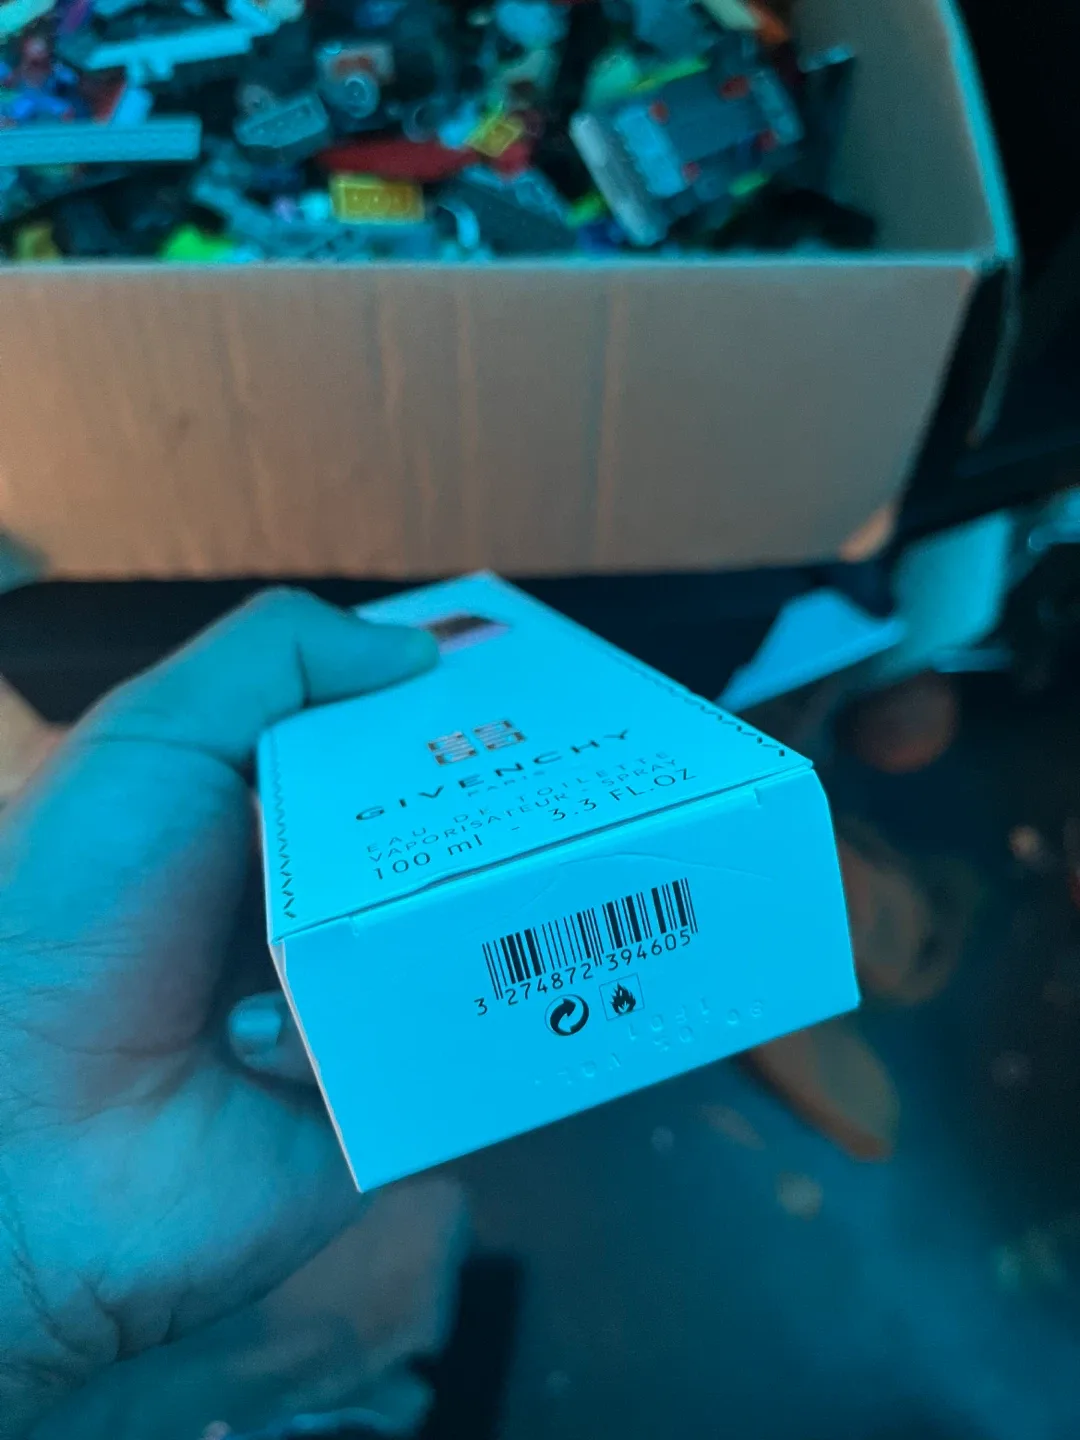 GIVENCHY
PARIS
EAU DE TOILETTE
VAPORISATEUR - SPRAY
100 ml - 3.3 FL.OZ
3 274872 394605